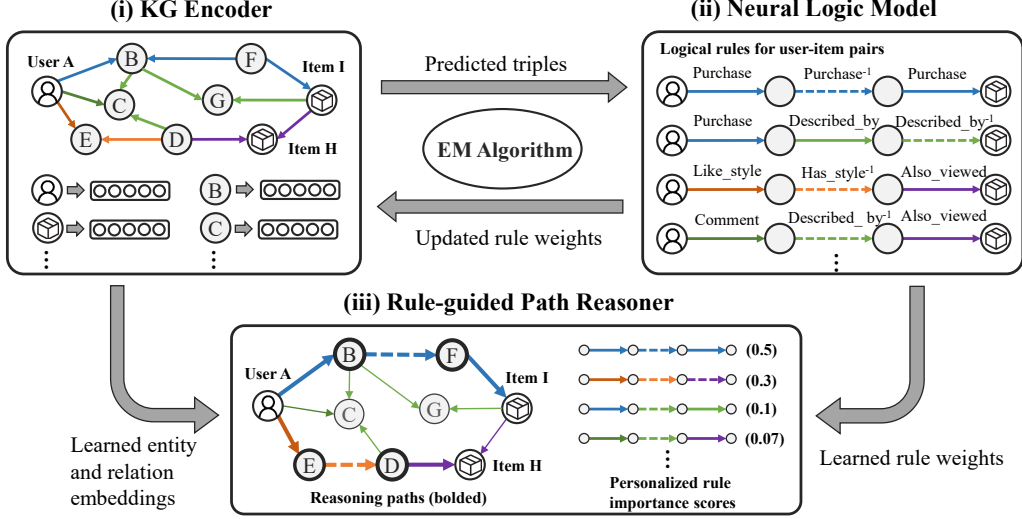 (i) KG Encoder
(ii) Neural Logic Model
User A
B
F
Item I
C
G
E
D
Item H
B
C
⋮
⋮
Predicted triples
EM Algorithm
Updated rule weights
Logical rules for user-item pairs
Purchase Purchase-1 Purchase
Purchase Described_by Described_by-1
Like_style Has_style-1 Also_viewed
Comment Described_by-1 Also_viewed
⋮
(iii) Rule-guided Path Reasoner
User A
B
F
Item I
C
G
E
D
Item H
Reasoning paths (bolded)
(0.5)
(0.3)
(0.1)
(0.07)
⋮
Personalized rule
importance scores
Learned entity
and relation
embeddings
Learned rule weights